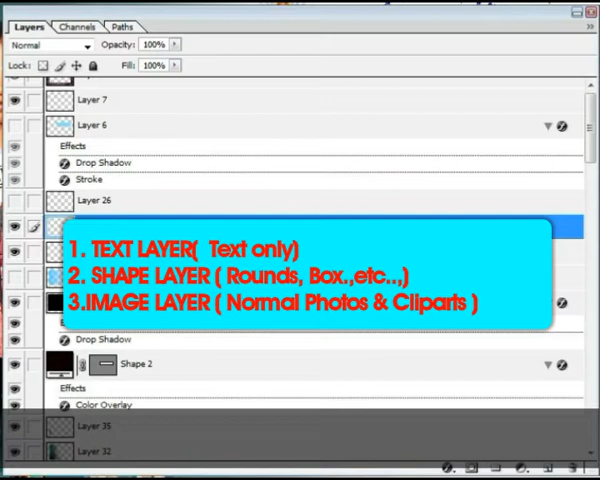 Layers Channels Paths
Normal Opacity: 100%
Lock: Fill: 100%
Layer 7
Layer 6
Effects
Drop Shadow
Stroke
Layer 26
1. TEXT LAYER( Text only)
2. SHAPE LAYER ( Rounds, Box.,etc..,)
3.IMAGE LAYER ( Normal Photos & Cliparts )
Drop Shadow
Shape 2
Effects
Color Overlay
Layer 35
Layer 32